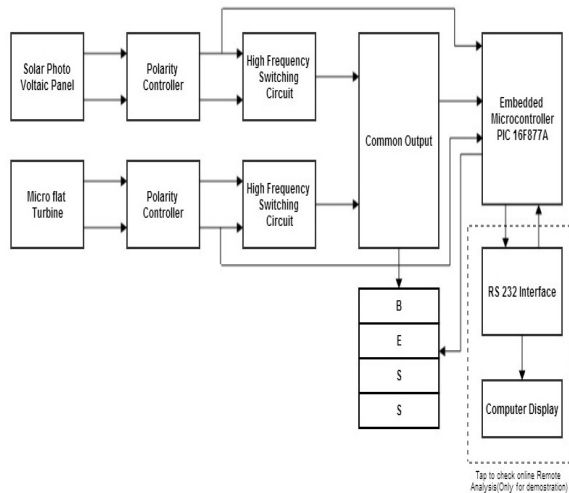 Solar Photo
Voltaic Panel
Polarity
Controller
High Frequency
Switching
Circuit
Common Output
Embedded
Microcontroller
PIC 16F877A
Micro flat
Turbine
Polarity
Controller
High Frequency
Switching
Circuit
B
E
S
S
RS 232 Interface
Computer Display
Tap to check online Remote
Analysis(Only for demostration)